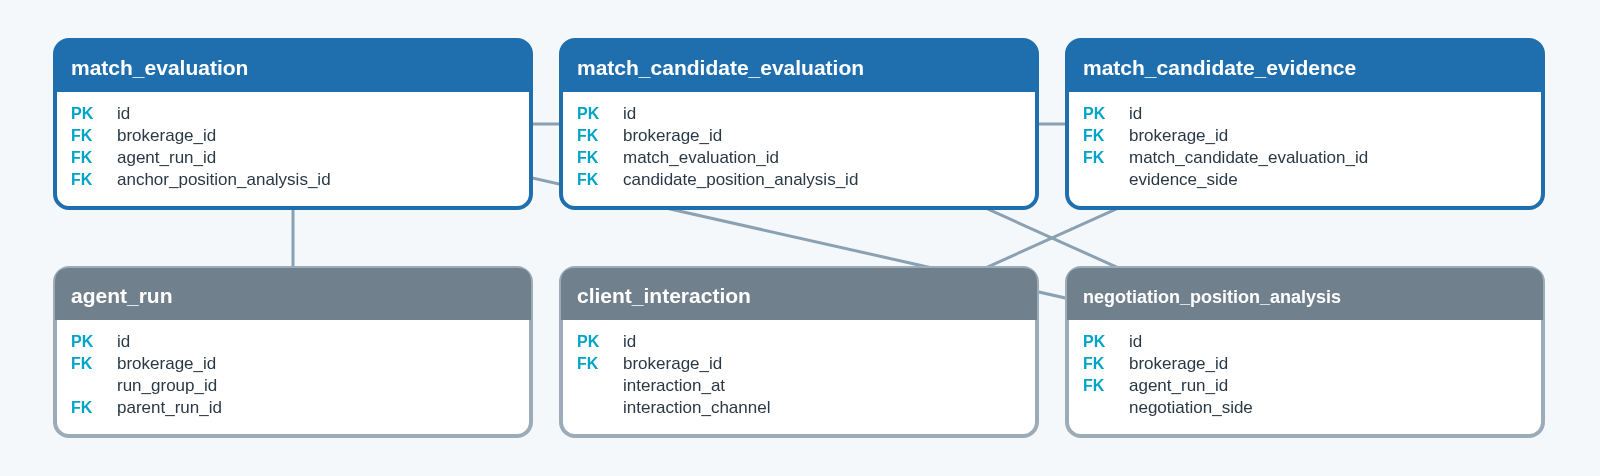 match_evaluation
PK id
FK brokerage_id
FK agent_run_id
FK anchor_position_analysis_id
match_candidate_evaluation
PK id
FK brokerage_id
FK match_evaluation_id
FK candidate_position_analysis_id
match_candidate_evidence
PK id
FK brokerage_id
FK match_candidate_evaluation_id
evidence_side
agent_run
PK id
FK brokerage_id
run_group_id
FK parent_run_id
client_interaction
PK id
FK brokerage_id
interaction_at
interaction_channel
negotiation_position_analysis
PK id
FK brokerage_id
FK agent_run_id
negotiation_side